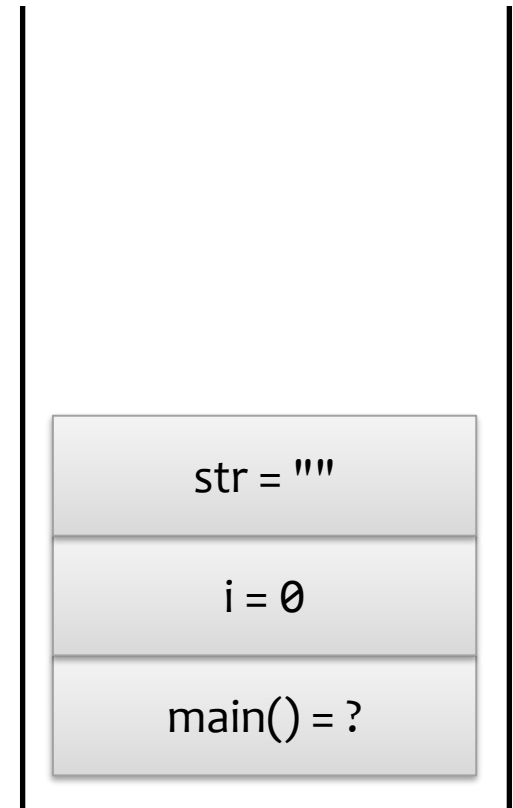 str = ""
i = 0
main() = ?